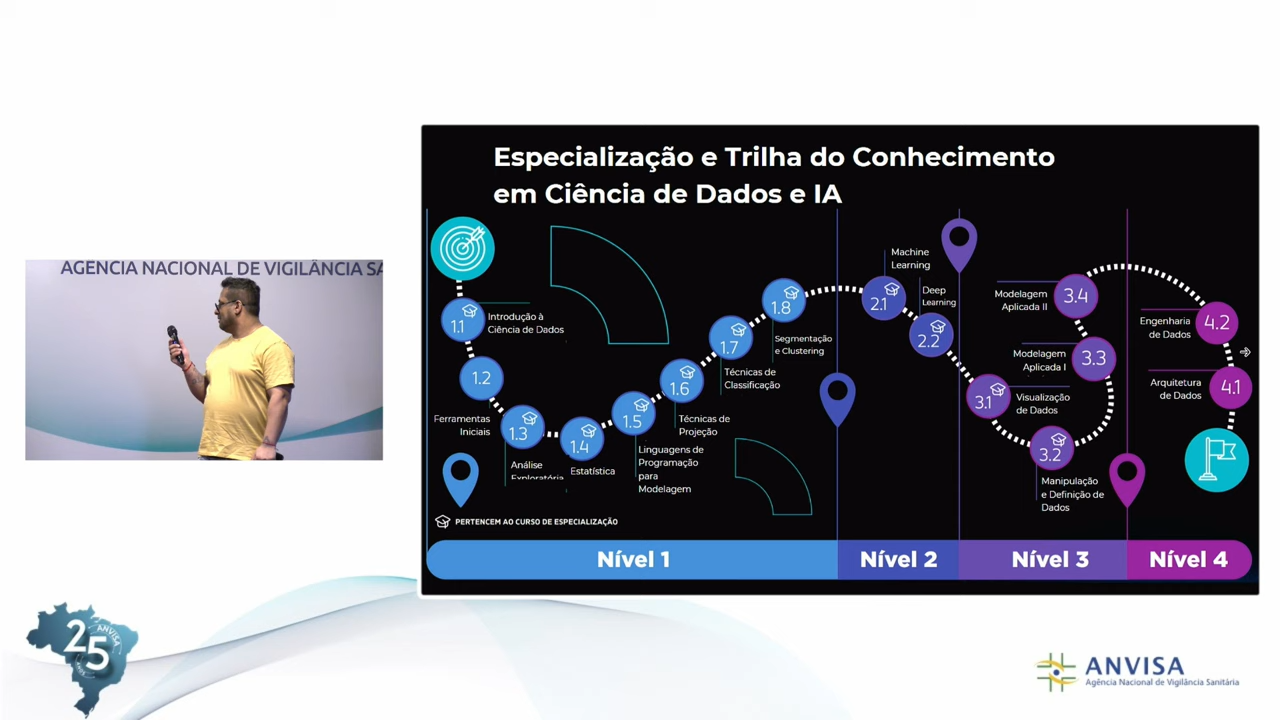 AGENCIA NACIONAL DE VIGILÂNCIA SA
Especialização e Trilha do Conhecimento
em Ciência de Dados e IA
1.1
Introdução à
Ciência de Dados
1.2
Ferramentas
Iniciais
1.3
Análise
Exploratória
1.4
Estatística
1.5
Linguagens de
Programação
para
Modelagem
1.6
Técnicas de
Projeção
1.7
Técnicas de
Classificação
1.8
Segmentação
e Clustering
2.1
Machine
Learning
2.2
Deep
Learning
3.1
Visualização
de Dados
3.2
Manipulação
e Definição de
Dados
3.3
Modelagem
Aplicada I
3.4
Modelagem
Aplicada II
4.2
Engenharia
de Dados
4.1
Arquitetura
de Dados
PERTENCEM AO CURSO DE ESPECIALIZAÇÃO
Nível 1
Nível 2
Nível 3
Nível 4
25
ANVISA
ANVISA
Agência Nacional de Vigilância Sanitária